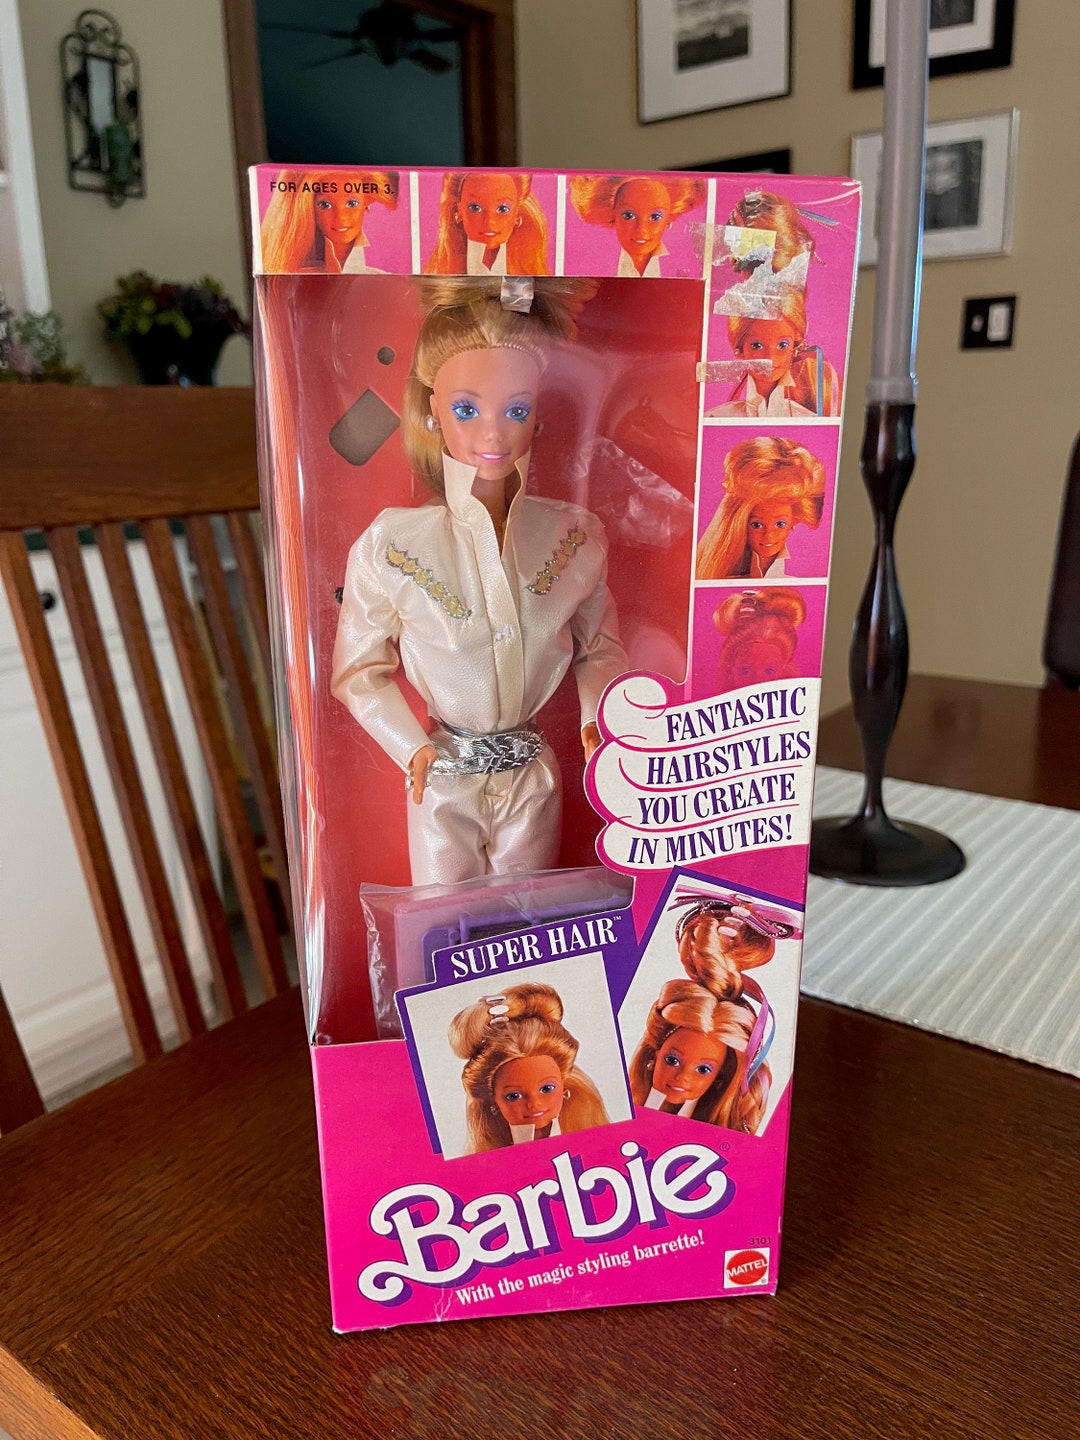 FOR AGES OVER 3.
FANTASTIC
HAIRSTYLES
YOU CREATE
IN MINUTES!
SUPER HAIR™
Barbie®
With the magic styling barrette!
3101
MATTEL®